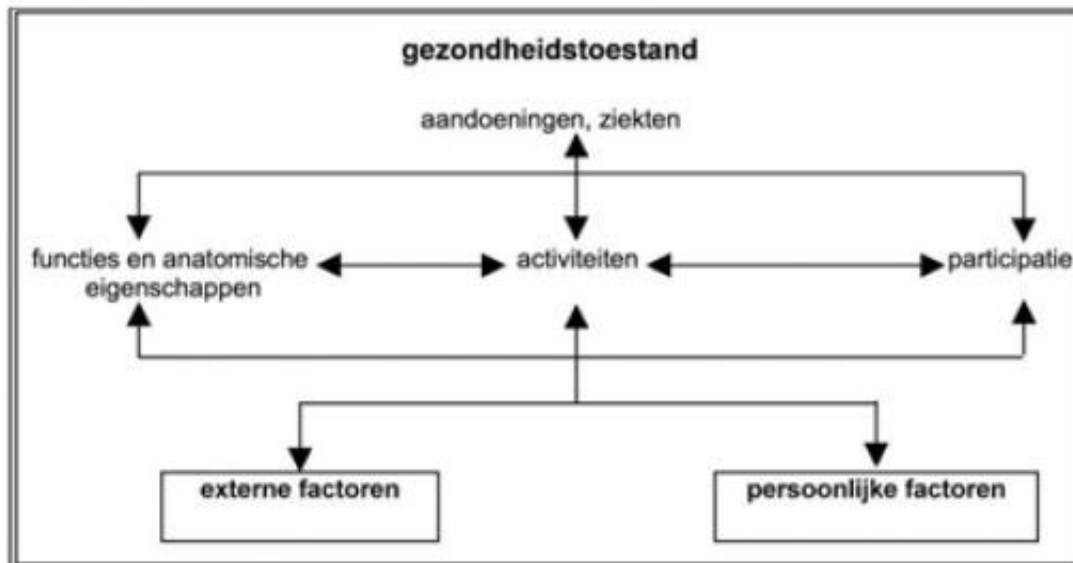 gezondheidstoestand
aandoeningen, ziekten
functies en anatomische
eigenschappen
activiteiten
participatie
externe factoren
persoonlijke factoren